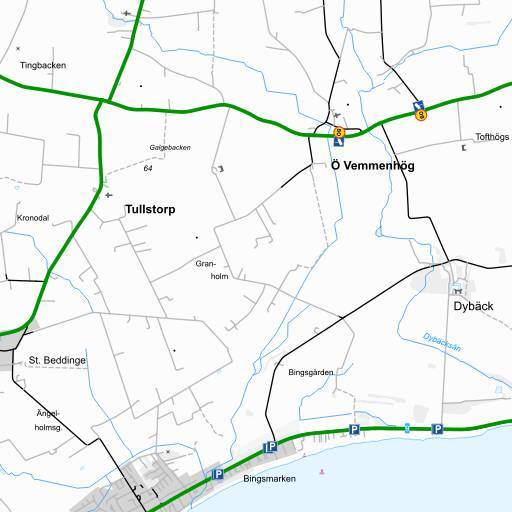 Tingbacken
Tofthögs
Galgebacken
64
Ö Vemmenhög
Tullstorp
Kronodal
Gran-
holm
Dybäck
Dybäcksån
St. Beddinge
Bingsgården
Ängel-
holmsg.
P
P
P
P
Bingsmarken